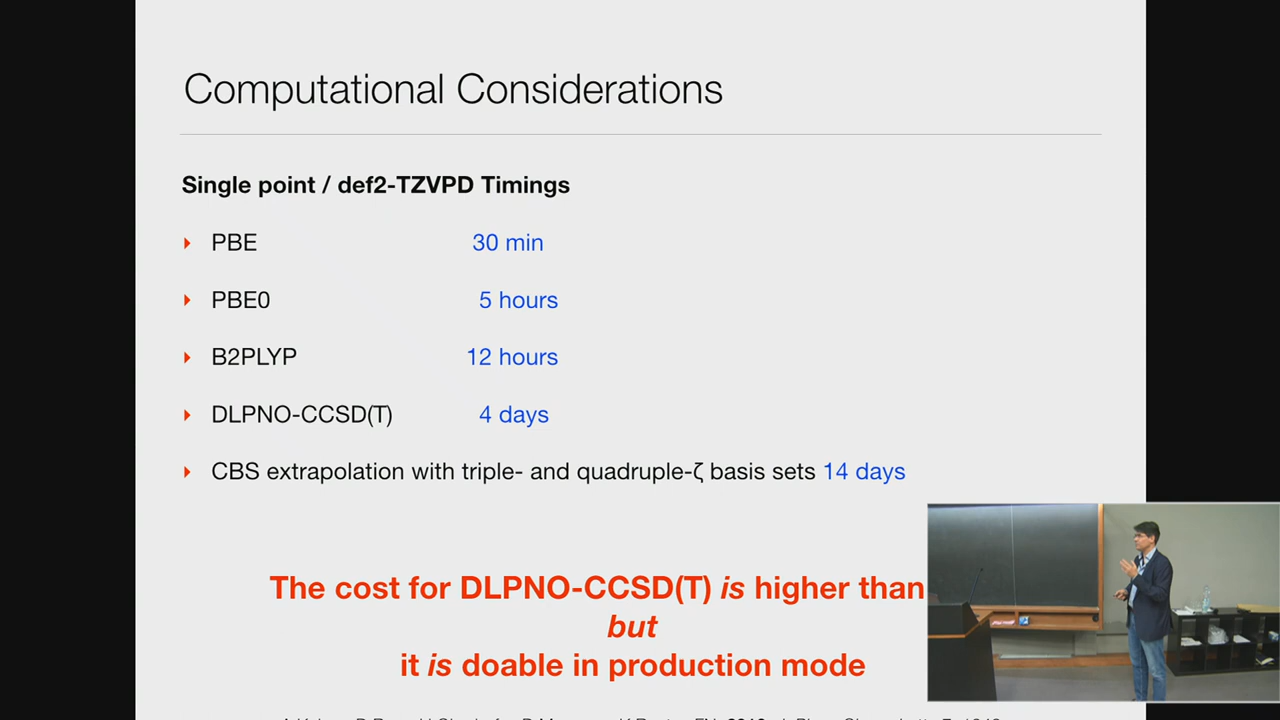 Computational Considerations
Single point / def2-TZVPD Timings
PBE 30 min
PBE0 5 hours
B2PLYP 12 hours
DLPNO-CCSD(T) 4 days
CBS extrapolation with triple- and quadruple-ζ basis sets 14 days
The cost for DLPNO-CCSD(T) is higher than
but
it is doable in production mode